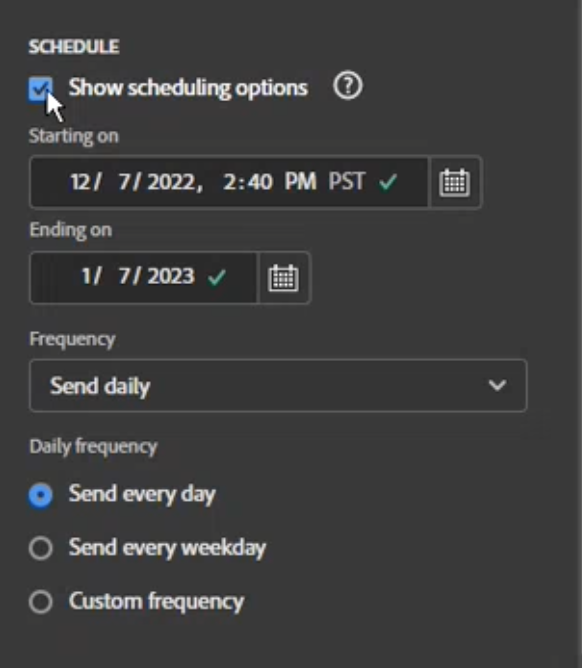 SCHEDULE
Show scheduling options ?
Starting on
12/ 7/2022, 2:40 PM PST
Ending on
1/ 7/2023
Frequency
Send daily
Daily frequency
Send every day
Send every weekday
Custom frequency